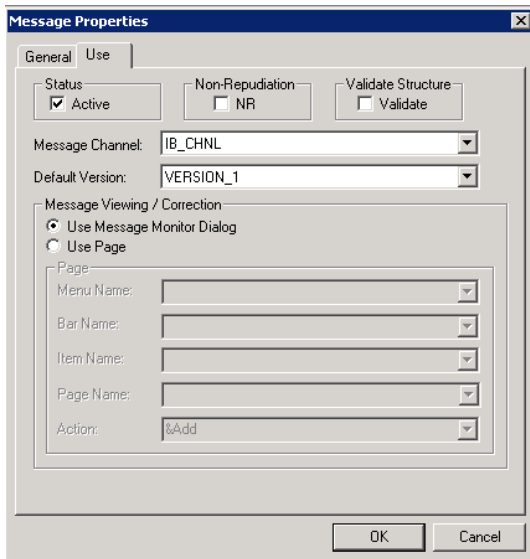 Message Properties
General Use
Status Non-Repudiation Validate Structure
Active NR Validate
Message Channel: IB_CHNL
Default Version: VERSION_1
Message Viewing / Correction
Use Message Monitor Dialog
Use Page
Page
Menu Name:
Bar Name:
Item Name:
Page Name:
Action: &Add
OK Cancel